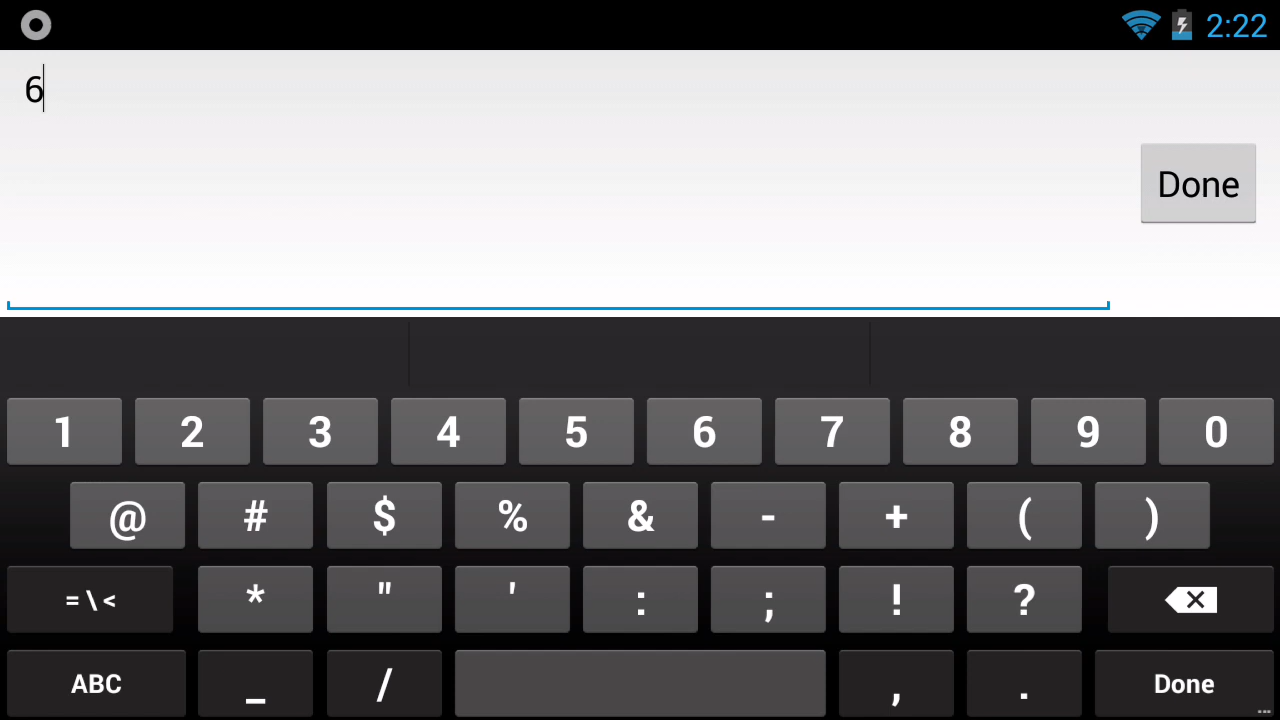 2:22
6
Done
1 2 3 4 5 6 7 8 9 0
@ # $ % & - + ( )
= \ < * " ' : ; ! ?
ABC _ / , . Done